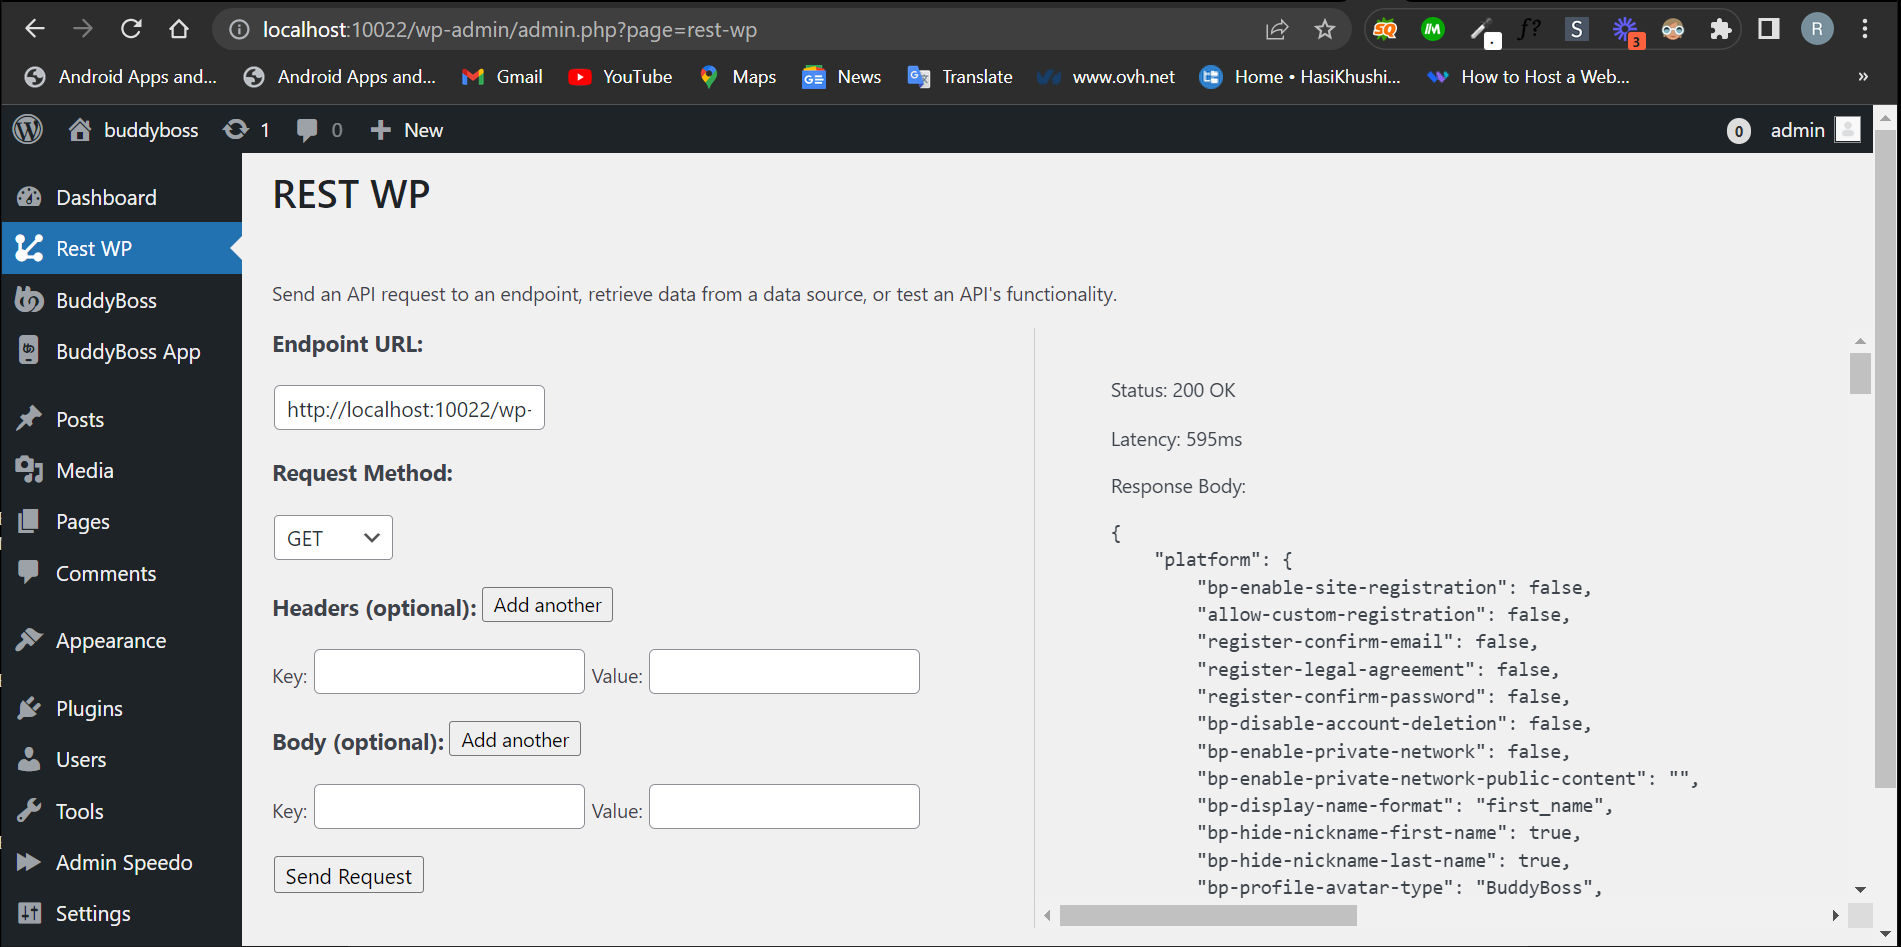 localhost:10022/wp-admin/admin.php?page=rest-wp
SQ
IM
f?
S
3
R
Android Apps and...
Android Apps and...
Gmail
YouTube
Maps
News
Translate
www.ovh.net
Home • HasiKhushi...
How to Host a Web...
»
buddyboss
1
0
New
0
admin
Dashboard
Rest WP
BuddyBoss
BuddyBoss App
Posts
Media
Pages
Comments
Appearance
Plugins
Users
Tools
Admin Speedo
Settings
REST WP
Send an API request to an endpoint, retrieve data from a data source, or test an API's functionality.
Endpoint URL:
http://localhost:10022/wp-
Request Method:
GET
Headers (optional): Add another
Key: Value:
Body (optional): Add another
Key: Value:
Send Request
Status: 200 OK
Latency: 595ms
Response Body:
{
"platform": {
"bp-enable-site-registration": false,
"allow-custom-registration": false,
"register-confirm-email": false,
"register-legal-agreement": false,
"register-confirm-password": false,
"bp-disable-account-deletion": false,
"bp-enable-private-network": false,
"bp-enable-private-network-public-content": "",
"bp-display-name-format": "first_name",
"bp-hide-nickname-first-name": true,
"bp-hide-nickname-last-name": true,
"bp-profile-avatar-type": "BuddyBoss",